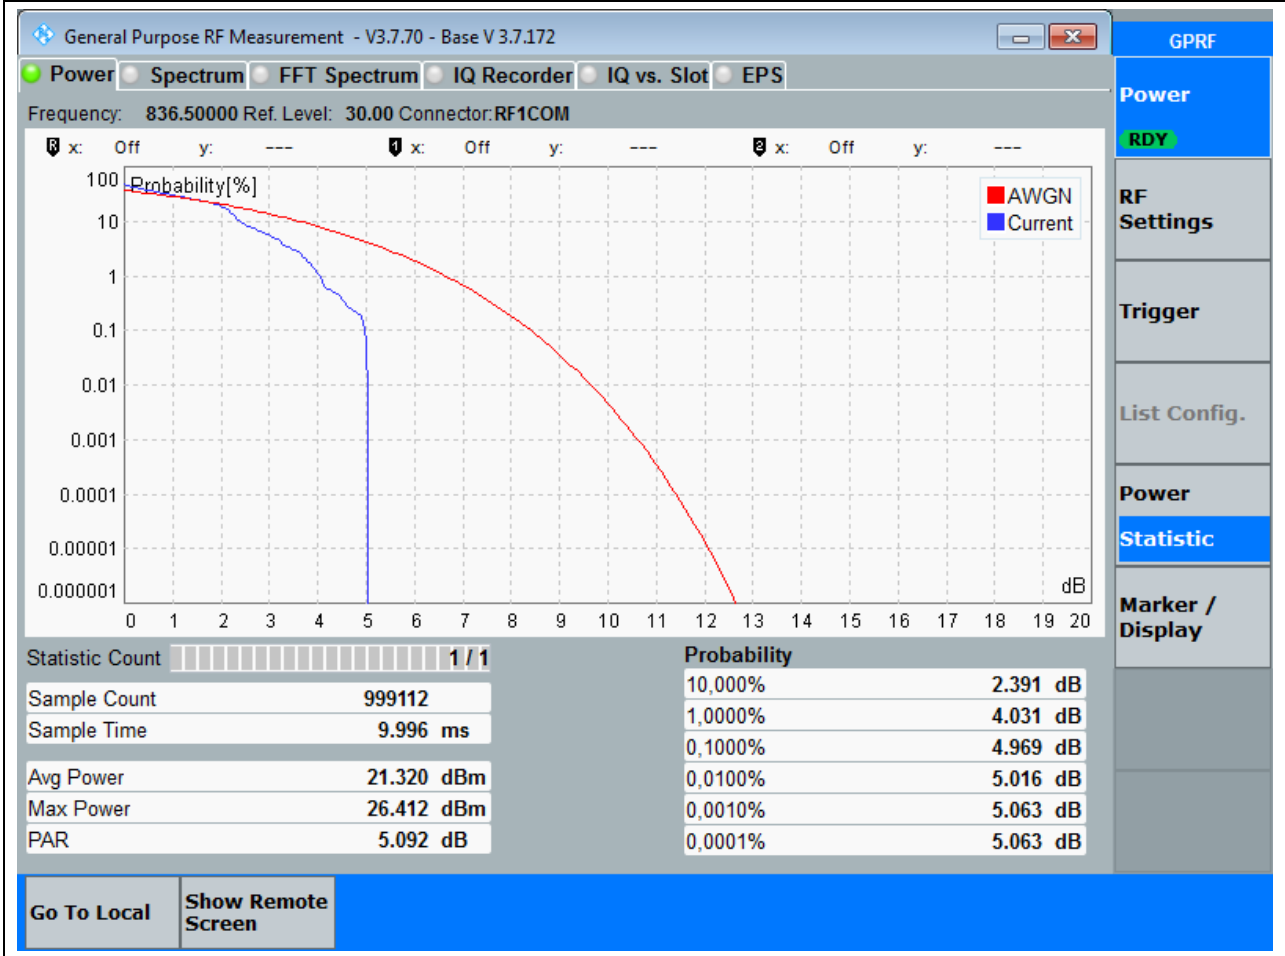 General Purpose RF Measurement - V3.7.70 - Base V 3.7.172
GPRF
Power Spectrum FFT Spectrum IQ Recorder IQ vs. Slot EPS
Frequency: 836.50000 Ref. Level: 30.00 Connector:RF1COM
R x: Off y: --- 1 x: Off y: --- 2 x: Off y: ---
Probability[%]
AWGN
Current
100
10
1
0.1
0.01
0.001
0.0001
0.00001
0.000001
dB
0 1 2 3 4 5 6 7 8 9 10 11 12 13 14 15 16 17 18 19 20
Statistic Count 1 / 1
Sample Count 999112
Sample Time 9.996 ms
Avg Power 21.320 dBm
Max Power 26.412 dBm
PAR 5.092 dB
Probability
10,000% 2.391 dB
1,0000% 4.031 dB
0,1000% 4.969 dB
0,0100% 5.016 dB
0,0010% 5.063 dB
0,0001% 5.063 dB
Power
RDY
RF
Settings
Trigger
List Config.
Power
Statistic
Marker /
Display
Go To Local
Show Remote
Screen